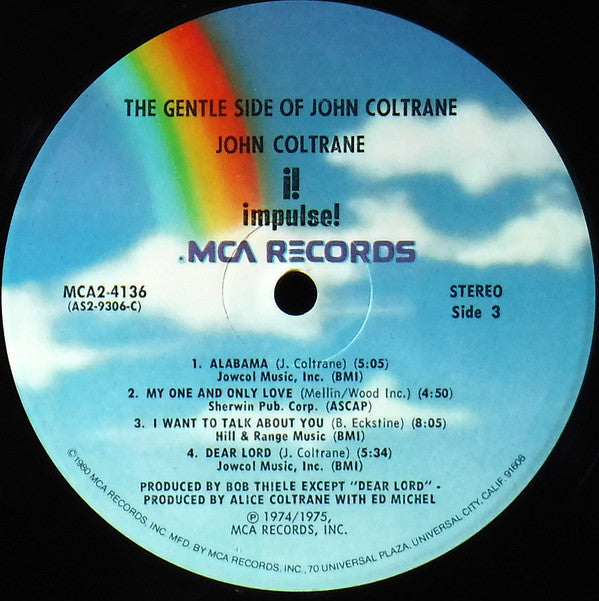 THE GENTLE SIDE OF JOHN COLTRANE
JOHN COLTRANE
i!
impulse!
.MCA RECORDS
MCA2-4136
(AS2-9306-C)
STEREO
Side 3
1. ALABAMA (J. Coltrane) (5:05)
Jowcol Music, Inc. (BMI)
2. MY ONE AND ONLY LOVE (Mellin/Wood Inc.) (4:50)
Sherwin Pub. Corp. (ASCAP)
3. I WANT TO TALK ABOUT YOU (B. Eckstine) (8:05)
Hill & Range Music (BMI)
4. DEAR LORD (J. Coltrane) (5:34)
Jowcol Music, Inc. (BMI)
PRODUCED BY BOB THIELE EXCEPT "DEAR LORD" -
PRODUCED BY ALICE COLTRANE WITH ED MICHEL
℗ 1974/1975,
MCA RECORDS, INC.
©1980 MCA RECORDS, INC. MFD. BY MCA RECORDS, INC., 70 UNIVERSAL PLAZA, UNIVERSAL CITY, CALIF. 91608